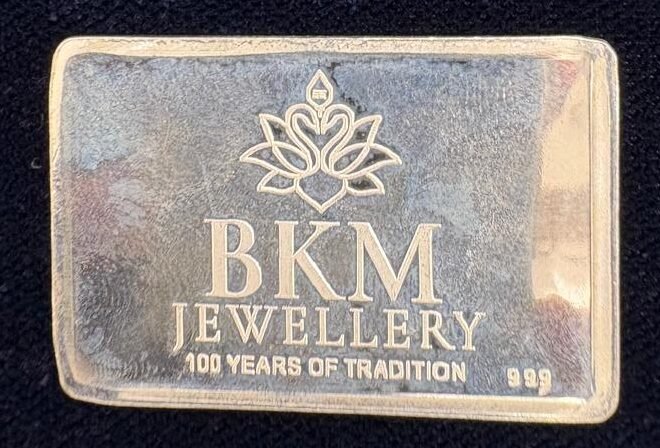 BKM
JEWELLERY
100 YEARS OF TRADITION
999